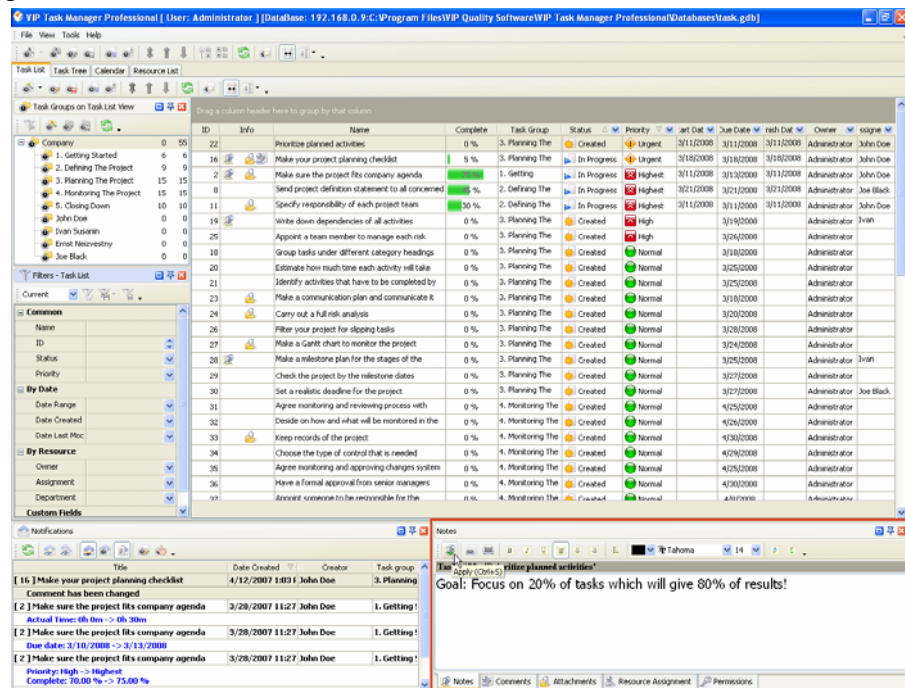 VIP Task Manager Professional [ User: Administrator ] [DataBase: 192.168.0.9:C:\Program Files\VIP Quality Software\VIP Task Manager Professional\Databases\task.gdb]
File View Tools Help
Task List Task Tree Calendar Resource List
Task Groups on Task List View
Company 0 55
1. Getting Started 6 6
2. Defining The Project 9 9
3. Planning The Project 15 15
4. Monitoring The Project 15 15
5. Closing Down 10 10
John Doe 0 0
Ivan Susanin 0 0
Ernst Neizvestny 0 0
Joe Black 0 0
Filters - Task List
Current
Common
Name
ID
Status
Priority
By Date
Date Range
Date Created
Date Last Moc
By Resource
Owner
Assignment
Department
Custom Fields
Drag a column header here to group by that column
ID Info Name Complete Task Group Status Priority art Dat Due Date nish Dat Owner ssigne
22 Prioritize planned activities 0 % 3. Planning The Created Urgent 3/11/2008 3/11/2008 3/11/2008 Administrator John Doe
16 Make your project planning checklist 5 % 3. Planning The In Progress Urgent 3/18/2008 3/18/2008 3/18/2008 Administrator John Doe
2 Make sure the project fits company agenda 1. Getting In Progress Highest 3/11/2008 3/13/2008 3/11/2008 Administrator John Doe
8 Send project definition statement to all concerned % 2. Defining The In Progress Highest 3/21/2008 3/21/2008 3/21/2008 Administrator Joe Black
11 Specify responsibility of each project team 30 % 2. Defining The In Progress Highest 3/11/2008 3/11/2008 3/11/2008 Administrator John Doe
19 Write down dependencies of all activities 0 % 3. Planning The Created High 3/19/2008 Administrator Ivan
25 Appoint a team member to manage each risk 0 % 3. Planning The Created High 3/26/2008 Administrator
18 Group tasks under different category headings 0 % 3. Planning The Created Normal 3/18/2008 Administrator
20 Estimate how much time each activity will take 0 % 3. Planning The Created Normal 3/25/2008 Administrator
21 Identify activities that have to be completed by 0 % 3. Planning The Created Normal 3/25/2008 Administrator
23 Make a communication plan and communicate it 0 % 3. Planning The Created Normal 3/18/2008 Administrator
24 Carry out a full risk analysis 0 % 3. Planning The Created Normal 3/20/2008 Administrator
26 Filter your project for slipping tasks 0 % 3. Planning The Created Normal 3/28/2008 Administrator
27 Make a Gantt chart to monitor the project 0 % 3. Planning The Created Normal 3/24/2008 Administrator
28 Make a milestone plan for the stages of the 0 % 3. Planning The Created Normal 3/25/2008 Administrator Ivan
29 Check the project by the milestone dates 0 % 3. Planning The Created Normal 3/27/2008 Administrator
30 Set a realistic deadline for the project 0 % 3. Planning The Created Normal 3/27/2008 Administrator Joe Black
31 Agree monitoring and reviewing process with 0 % 4. Monitoring The Created Normal 4/25/2008 Administrator
32 Deside on how and what will be monitored in the 0 % 4. Monitoring The Created Normal 4/26/2008 Administrator
33 Keep records of the project 0 % 4. Monitoring The Created Normal 4/30/2008 Administrator
34 Choose the type of control that is needed 0 % 4. Monitoring The Created Normal 4/29/2008 Administrator
35 Agree monitoring and approving changes system 0 % 4. Monitoring The Created Normal 4/25/2008 Administrator
36 Have a formal approval from senior managers 0 % 4. Monitoring The Created Normal 4/30/2008 Administrator
37 Appoint someone to be responsible for the 0 % 4. Monitoring The Created Normal Administrator
Notifications
Title Date Created Creator Task group
[ 16 ] Make your project planning checklist 4/12/2007 1:03 John Doe 3. Planning
Comment has been changed
[ 2 ] Make sure the project fits company agenda 3/28/2007 11:27 John Doe 1. Getting
Actual Time: 0h 0m -> 0h 30m
[ 2 ] Make sure the project fits company agenda 3/28/2007 11:27 John Doe 1. Getting
Due date: 3/10/2008 -> 3/13/2008
[ 2 ] Make sure the project fits company agenda 3/28/2007 11:27 John Doe 1. Getting
Priority: High -> Highest
Complete: 70.00 % -> 75.00 %
Notes
Tahoma 14
Apply (Ctrl+S)
planned activities'
Goal: Focus on 20% of tasks which will give 80% of results!
Notes Comments Attachments Resource Assignment Permissions